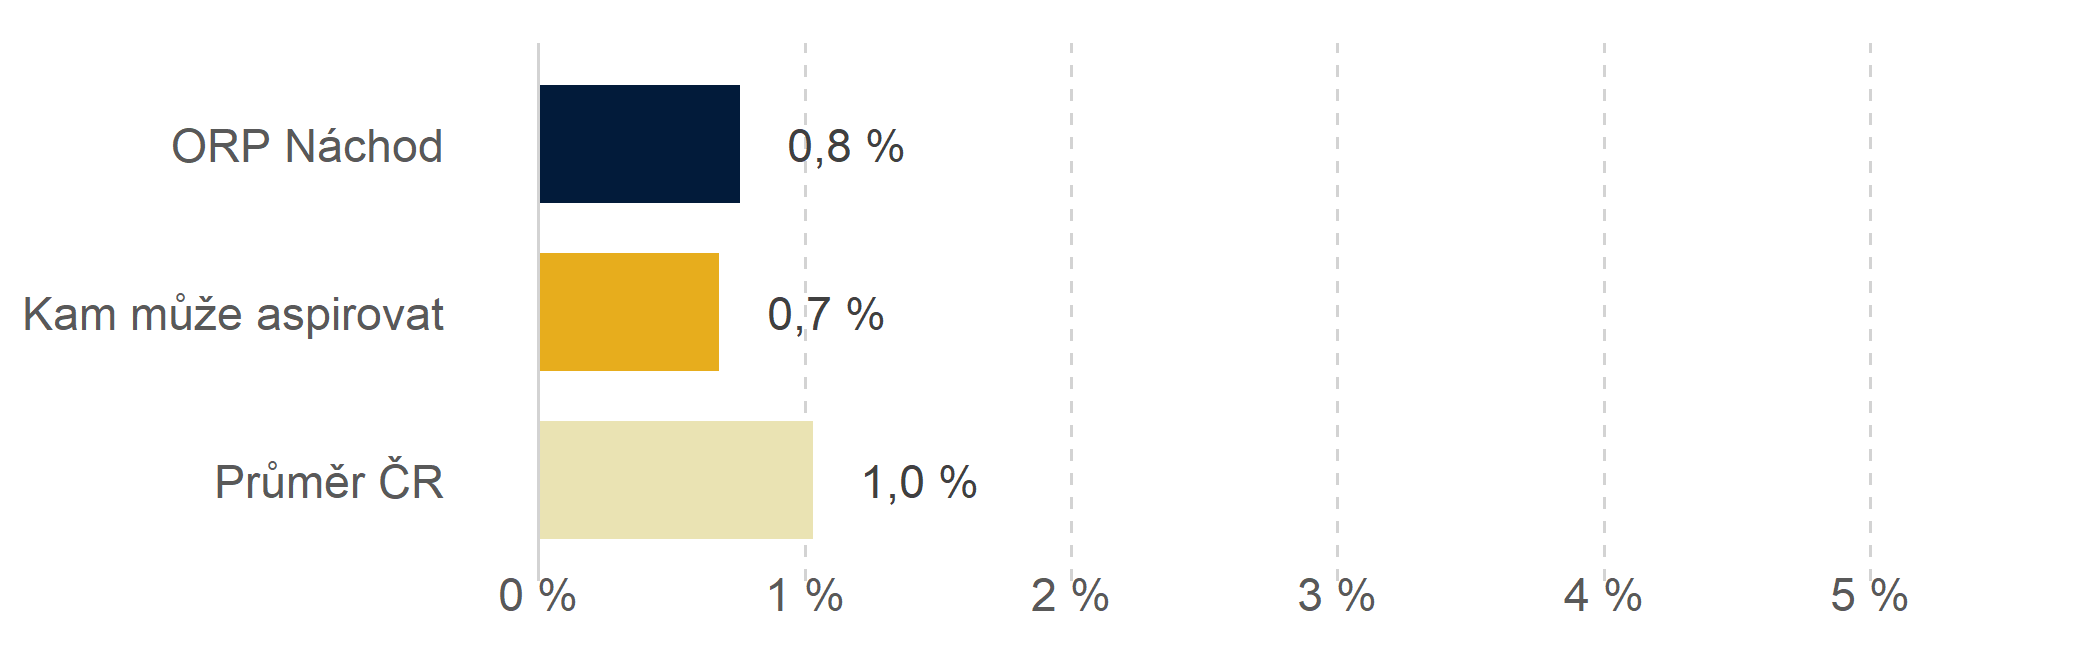 ORP Náchod 0,8 %
Kam může aspirovat 0,7 %
Průměr ČR 1,0 %
0 % 1 % 2 % 3 % 4 % 5 %